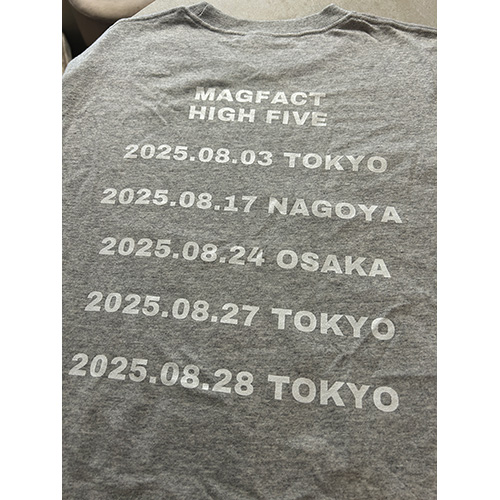 MAGFACT
HIGH FIVE
2025.08.03 TOKYO
2025.08.17 NAGOYA
2025.08.24 OSAKA
2025.08.27 TOKYO
2025.08.28 TOKYO